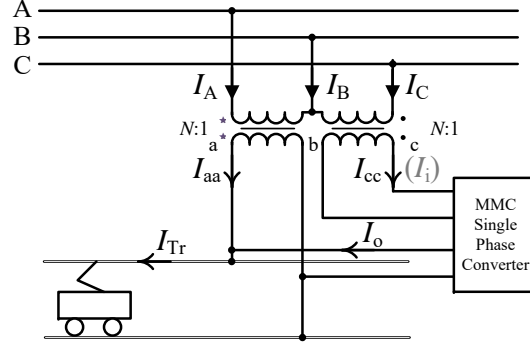 A
B
C
I_A I_B I_C
N:1 * • N:1
* a b • c
I_aa I_cc (I_i)
MMC
Single
Phase
Converter
I_o
I_Tr